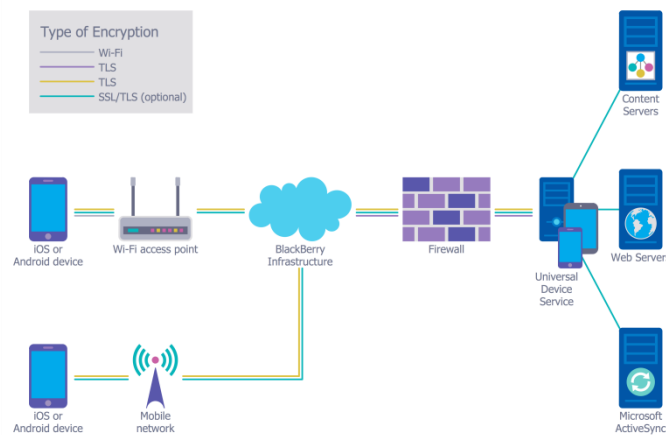 Type of Encryption
Wi-Fi
TLS
TLS
SSL/TLS (optional)
Content
Servers
iOS or
Android device
Wi-Fi access point
BlackBerry
Infrastructure
Firewall
Universal
Device
Service
Web Server
iOS or
Android device
Mobile
network
Microsoft
ActiveSync